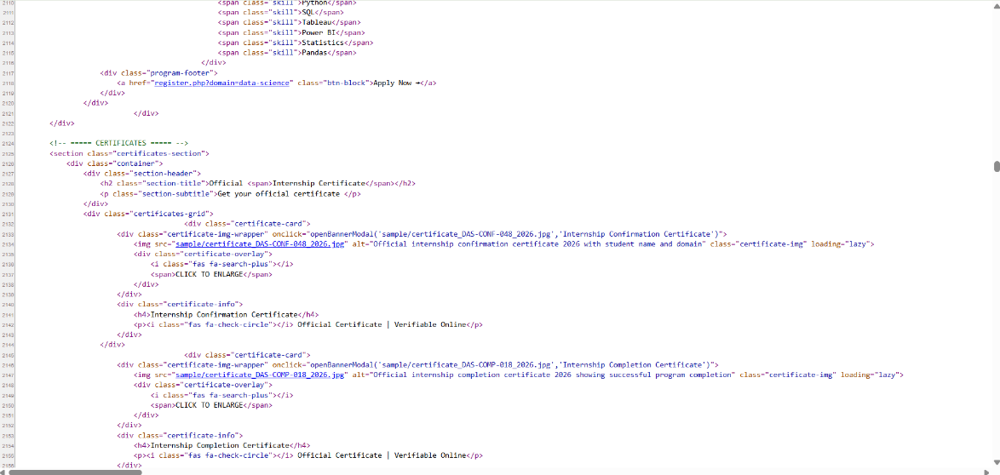 2110 <span class="skill">Python</span>
2111 <span class="skill">SQL</span>
2112 <span class="skill">Tableau</span>
2113 <span class="skill">Power BI</span>
2114 <span class="skill">Statistics</span>
2115 <span class="skill">Pandas</span>
2116 </div>
2117 <div class="program-footer">
2118 <a href="register.php?domain=data-science" class="btn-block">Apply Now →</a>
2119 </div>
2120 </div>
2121 </div>
2122 </div>
2123
2124 <!-- ===== CERTIFICATES ===== -->
2125 <section class="certificates-section">
2126 <div class="container">
2127 <div class="section-header">
2128 <h2 class="section-title">Official <span>Internship Certificate</span></h2>
2129 <p class="section-subtitle">Get your official certificate </p>
2130 </div>
2131 <div class="certificates-grid">
2132 <div class="certificate-card">
2133 <div class="certificate-img-wrapper" onclick="openBannerModal('sample/certificate_DAS-CONF-048_2026.jpg','Internship Confirmation Certificate')">
2134 <img src="sample/certificate_DAS-CONF-048_2026.jpg" alt="Official internship confirmation certificate 2026 with student name and domain" class="certificate-img" loading="lazy">
2135 <div class="certificate-overlay">
2136 <i class="fas fa-search-plus"></i>
2137 <span>CLICK TO ENLARGE</span>
2138 </div>
2139 </div>
2140 <div class="certificate-info">
2141 <h4>Internship Confirmation Certificate</h4>
2142 <p><i class="fas fa-check-circle"></i> Official Certificate | Verifiable Online</p>
2143 </div>
2144 </div>
2145 <div class="certificate-card">
2146 <div class="certificate-img-wrapper" onclick="openBannerModal('sample/certificate_DAS-COMP-018_2026.jpg','Internship Completion Certificate')">
2147 <img src="sample/certificate_DAS-COMP-018_2026.jpg" alt="Official internship completion certificate 2026 showing successful program completion" class="certificate-img" loading="lazy">
2148 <div class="certificate-overlay">
2149 <i class="fas fa-search-plus"></i>
2150 <span>CLICK TO ENLARGE</span>
2151 </div>
2152 </div>
2153 <div class="certificate-info">
2154 <h4>Internship Completion Certificate</h4>
2155 <p><i class="fas fa-check-circle"></i> Official Certificate | Verifiable Online</p>
2156 </div>